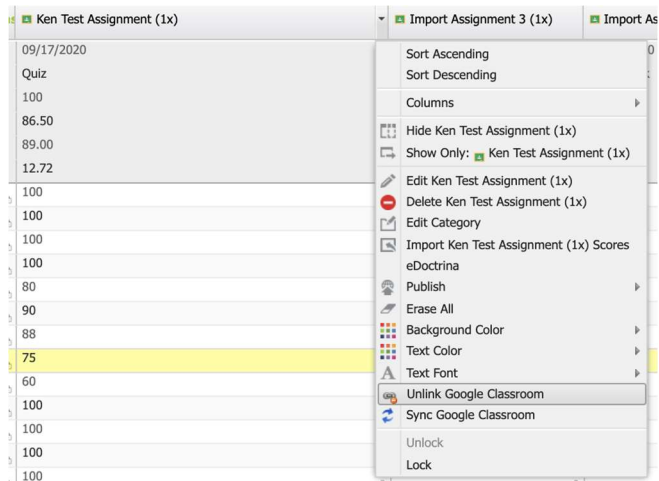 Ken Test Assignment (1x)
Import Assignment 3 (1x)
Import As
09/17/2020
Quiz
100
86.50
89.00
12.72
100
100
100
100
80
90
88
75
60
100
100
100
100
Sort Ascending
Sort Descending
Columns
Hide Ken Test Assignment (1x)
Show Only: Ken Test Assignment (1x)
Edit Ken Test Assignment (1x)
Delete Ken Test Assignment (1x)
Edit Category
Import Ken Test Assignment (1x) Scores
eDoctrina
Publish
Erase All
Background Color
Text Color
Text Font
Unlink Google Classroom
Sync Google Classroom
Unlock
Lock